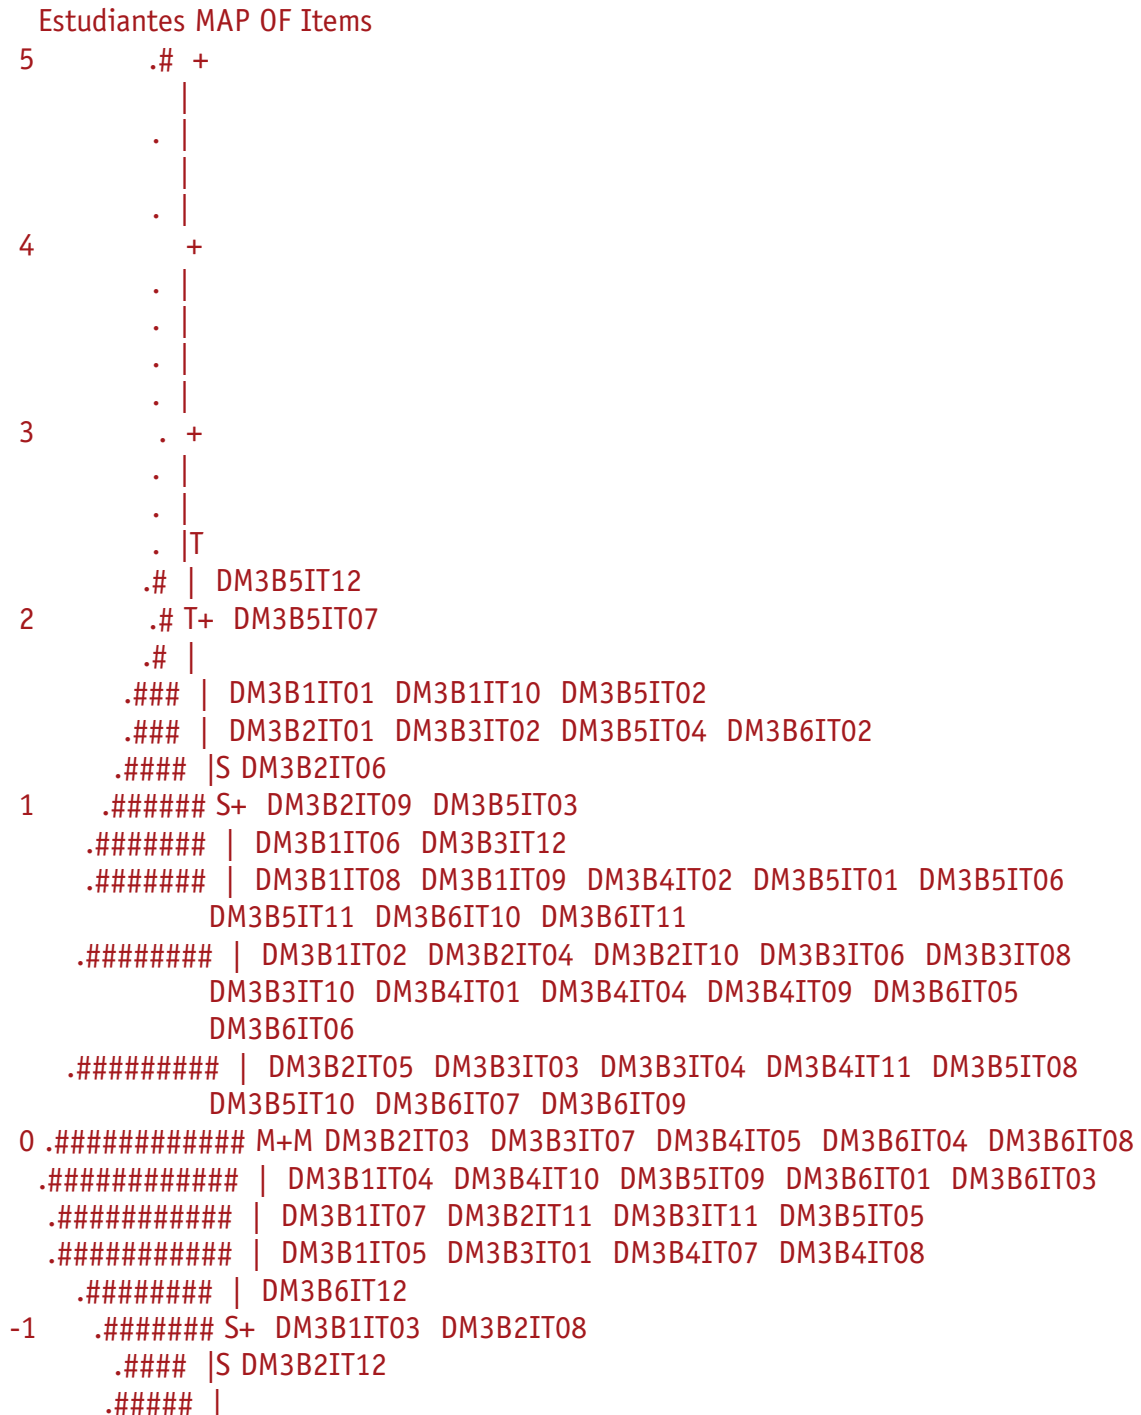 Estudiantes MAP OF Items
5 .# +
|
. |
|
. |
4 +
. |
. |
. |
. |
3 . +
. |
. |
. |T
.# | DM3B5IT12
2 .# T+ DM3B5IT07
.# |
.### | DM3B1IT01 DM3B1IT10 DM3B5IT02
.### | DM3B2IT01 DM3B3IT02 DM3B5IT04 DM3B6IT02
.#### |S DM3B2IT06
1 .###### S+ DM3B2IT09 DM3B5IT03
.####### | DM3B1IT06 DM3B3IT12
.####### | DM3B1IT08 DM3B1IT09 DM3B4IT02 DM3B5IT01 DM3B5IT06
DM3B5IT11 DM3B6IT10 DM3B6IT11
.######## | DM3B1IT02 DM3B2IT04 DM3B2IT10 DM3B3IT06 DM3B3IT08
DM3B3IT10 DM3B4IT01 DM3B4IT04 DM3B4IT09 DM3B6IT05
DM3B6IT06
.######### | DM3B2IT05 DM3B3IT03 DM3B3IT04 DM3B4IT11 DM3B5IT08
DM3B5IT10 DM3B6IT07 DM3B6IT09
0 .############ M+M DM3B2IT03 DM3B3IT07 DM3B4IT05 DM3B6IT04 DM3B6IT08
.############ | DM3B1IT04 DM3B4IT10 DM3B5IT09 DM3B6IT01 DM3B6IT03
.########### | DM3B1IT07 DM3B2IT11 DM3B3IT11 DM3B5IT05
.########### | DM3B1IT05 DM3B3IT01 DM3B4IT07 DM3B4IT08
.######## | DM3B6IT12
-1 .####### S+ DM3B1IT03 DM3B2IT08
.#### |S DM3B2IT12
.##### |